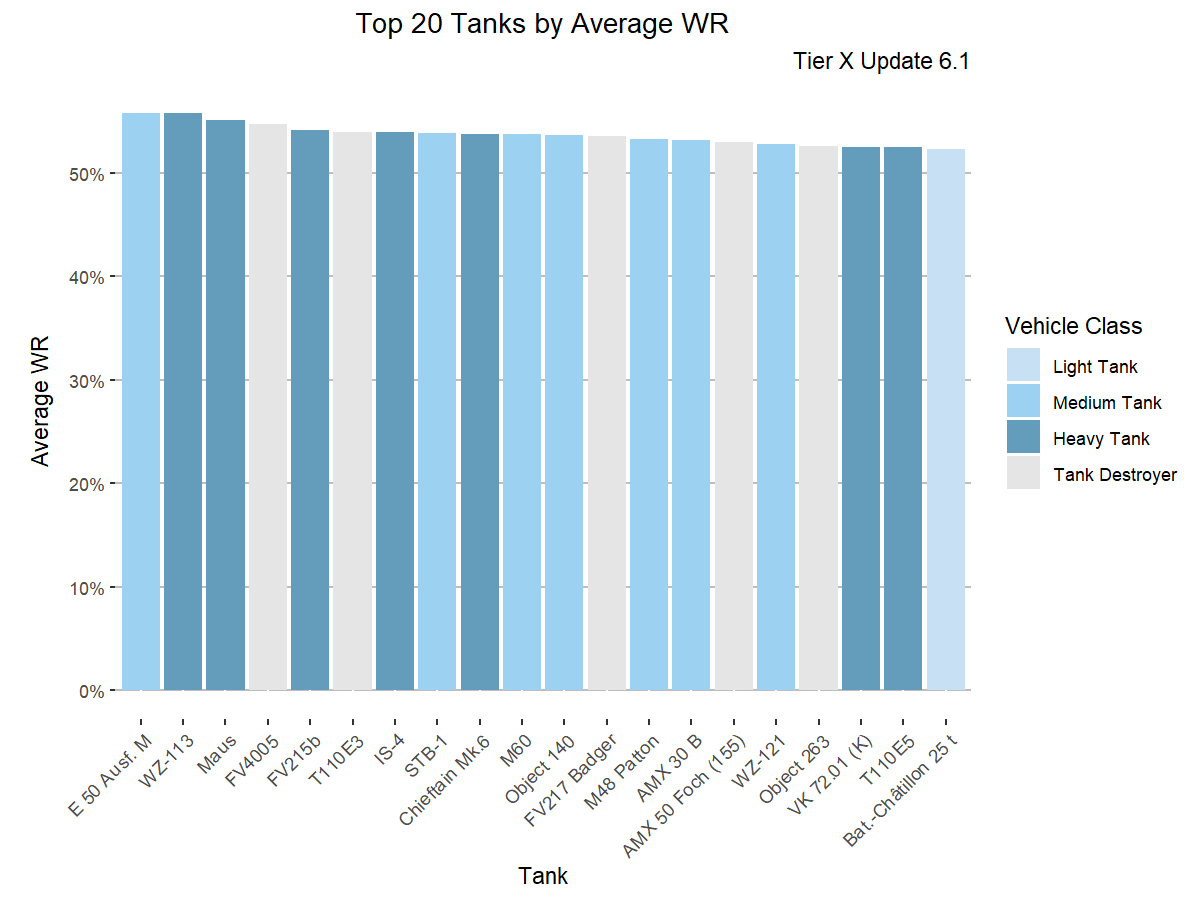 Top 20 Tanks by Average WR
Tier X Update 6.1
Average WR
50%
40%
30%
20%
10%
0%
E 50 Ausf. M
WZ-113
Maus
FV4005
FV215b
T110E3
IS-4
STB-1
Chieftain Mk.6
M60
Object 140
FV217 Badger
M48 Patton
AMX 30 B
AMX 50 Foch (155)
WZ-121
Object 263
VK 72.01 (K)
T110E5
Bat.-Châtillon 25 t
Tank
Vehicle Class
Light Tank
Medium Tank
Heavy Tank
Tank Destroyer